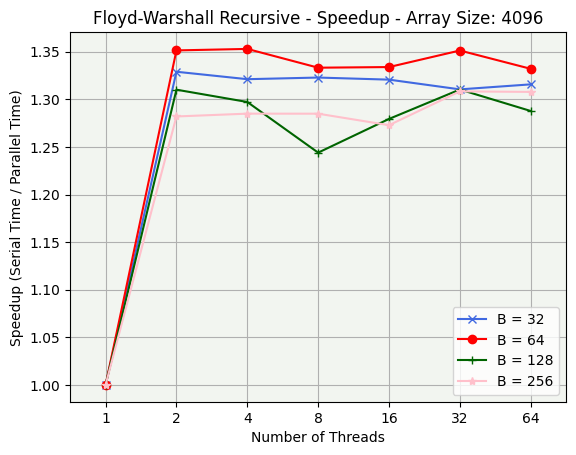 Floyd-Warshall Recursive - Speedup - Array Size: 4096
Speedup (Serial Time / Parallel Time)
1.35
1.30
1.25
1.20
1.15
1.10
1.05
1.00
B = 32
B = 64
B = 128
B = 256
1 2 4 8 16 32 64
Number of Threads